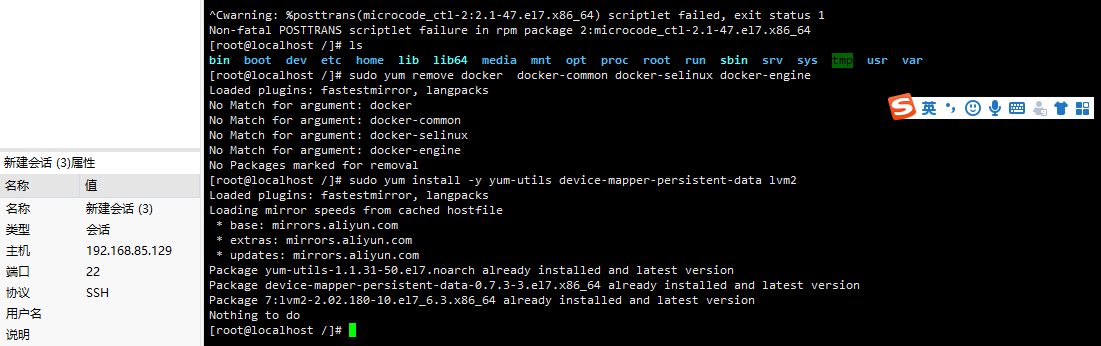 ^Cwarning: %posttrans(microcode_ctl-2:2.1-47.el7.x86_64) scriptlet failed, exit status 1
Non-fatal POSTTRANS scriptlet failure in rpm package 2:microcode_ctl-2.1-47.el7.x86_64
[root@localhost /]# ls
bin boot dev etc home lib lib64 media mnt opt proc root run sbin srv sys tmp usr var
[root@localhost /]# sudo yum remove docker  docker-common docker-selinux docker-engine
Loaded plugins: fastestmirror, langpacks
No Match for argument: docker
No Match for argument: docker-common
No Match for argument: docker-selinux
No Match for argument: docker-engine
No Packages marked for removal
[root@localhost /]# sudo yum install -y yum-utils device-mapper-persistent-data lvm2
Loaded plugins: fastestmirror, langpacks
Loading mirror speeds from cached hostfile
 * base: mirrors.aliyun.com
 * extras: mirrors.aliyun.com
 * updates: mirrors.aliyun.com
Package yum-utils-1.1.31-50.el7.noarch already installed and latest version
Package device-mapper-persistent-data-0.7.3-3.el7.x86_64 already installed and latest version
Package 7:lvm2-2.02.180-10.el7_6.3.x86_64 already installed and latest version
Nothing to do
[root@localhost /]#
S 英
新建会话 (3)属性
名称 值
名称 新建会话 (3)
类型 会话
主机 192.168.85.129
端口 22
协议 SSH
用户名
说明